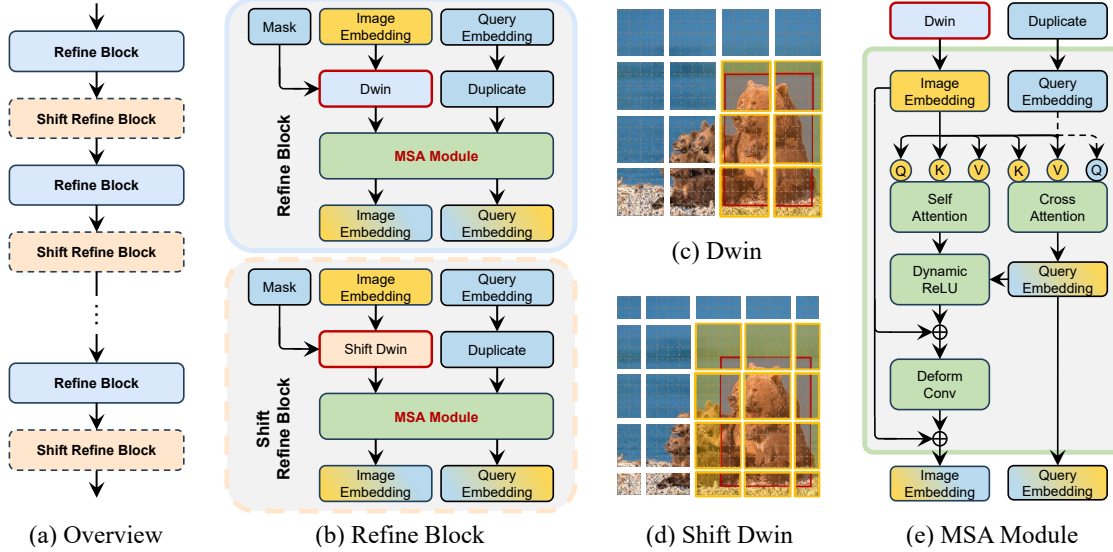 Refine Block
Shift Refine Block
Refine Block
Shift Refine Block
Refine Block
Shift Refine Block
(a) Overview
Mask
Image
Embedding
Query
Embedding
Dwin
Duplicate
MSA Module
Image
Embedding
Query
Embedding
Refine Block
Mask
Image
Embedding
Query
Embedding
Shift Dwin
Duplicate
MSA Module
Image
Embedding
Query
Embedding
Shift
Refine Block
(b) Refine Block
(c) Dwin
(d) Shift Dwin
Dwin
Duplicate
Image
Embedding
Query
Embedding
Q K V K V Q
Self
Attention
Cross
Attention
Dynamic
ReLU
Query
Embedding
Deform
Conv
Image
Embedding
Query
Embedding
(e) MSA Module